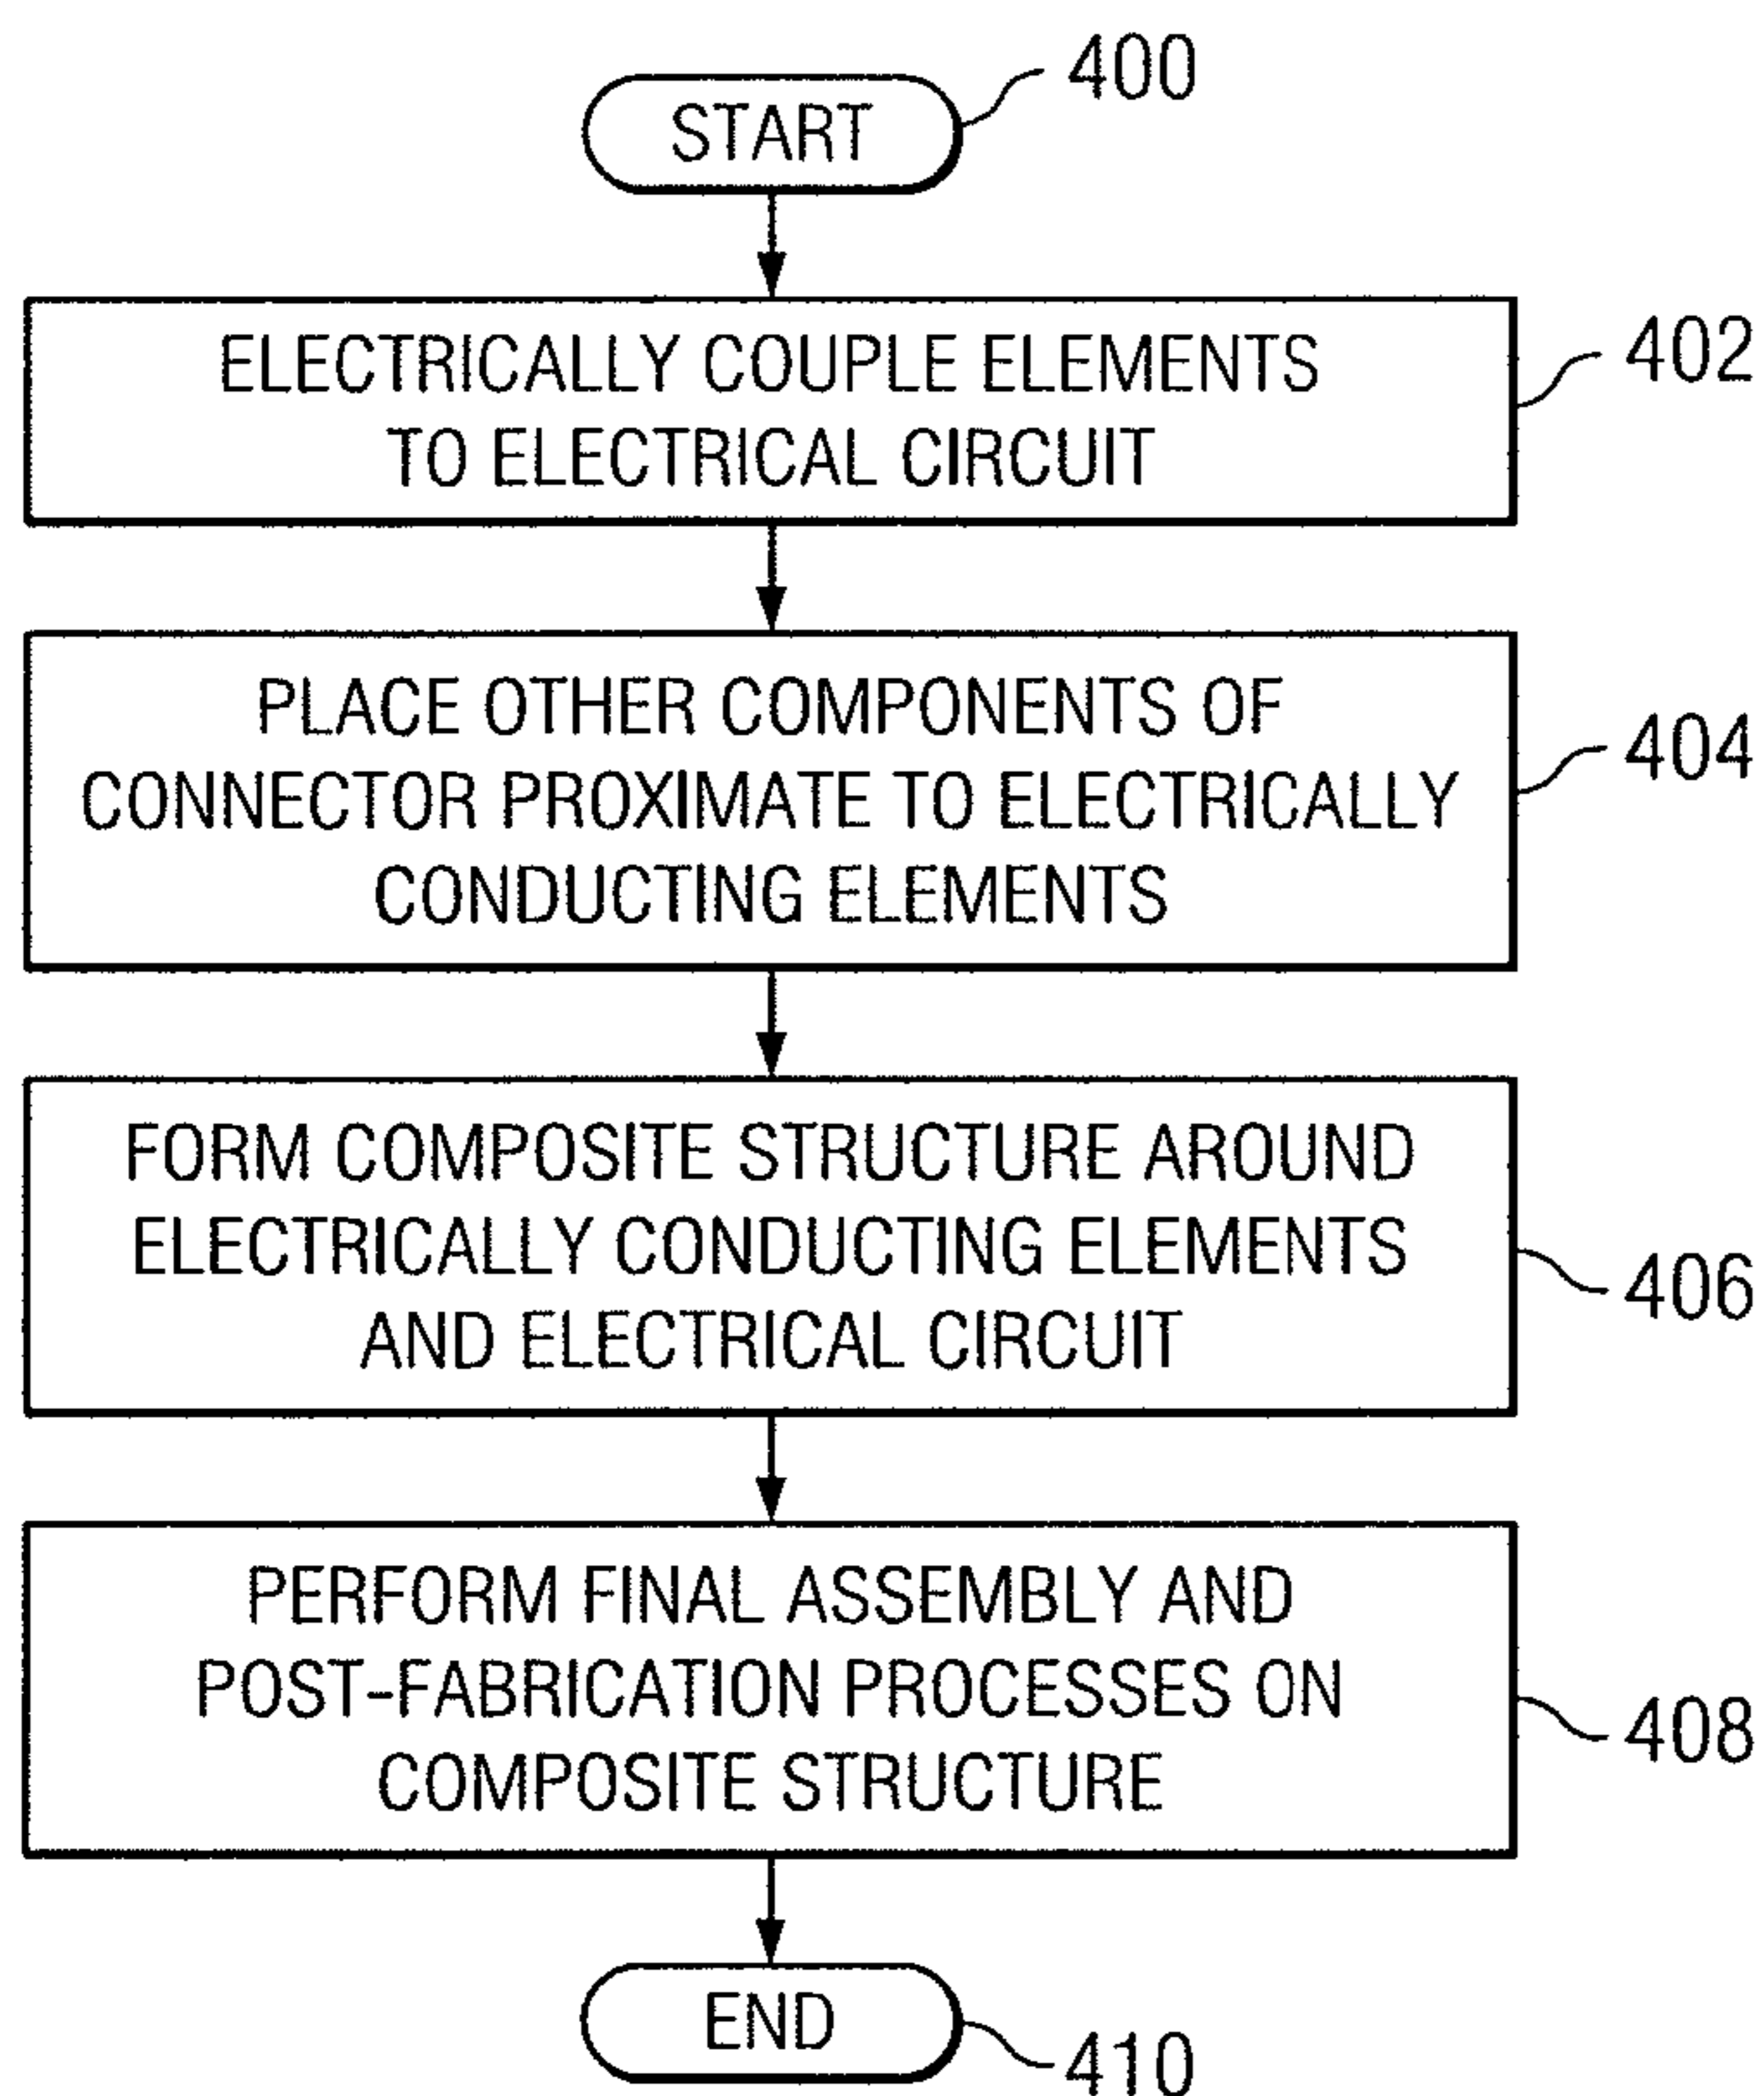 START
400
ELECTRICALLY COUPLE ELEMENTS
TO ELECTRICAL CIRCUIT
402
PLACE OTHER COMPONENTS OF
CONNECTOR PROXIMATE TO ELECTRICALLY
CONDUCTING ELEMENTS
404
FORM COMPOSITE STRUCTURE AROUND
ELECTRICALLY CONDUCTING ELEMENTS
AND ELECTRICAL CIRCUIT
406
PERFORM FINAL ASSEMBLY AND
POST-FABRICATION PROCESSES ON
COMPOSITE STRUCTURE
408
END
410